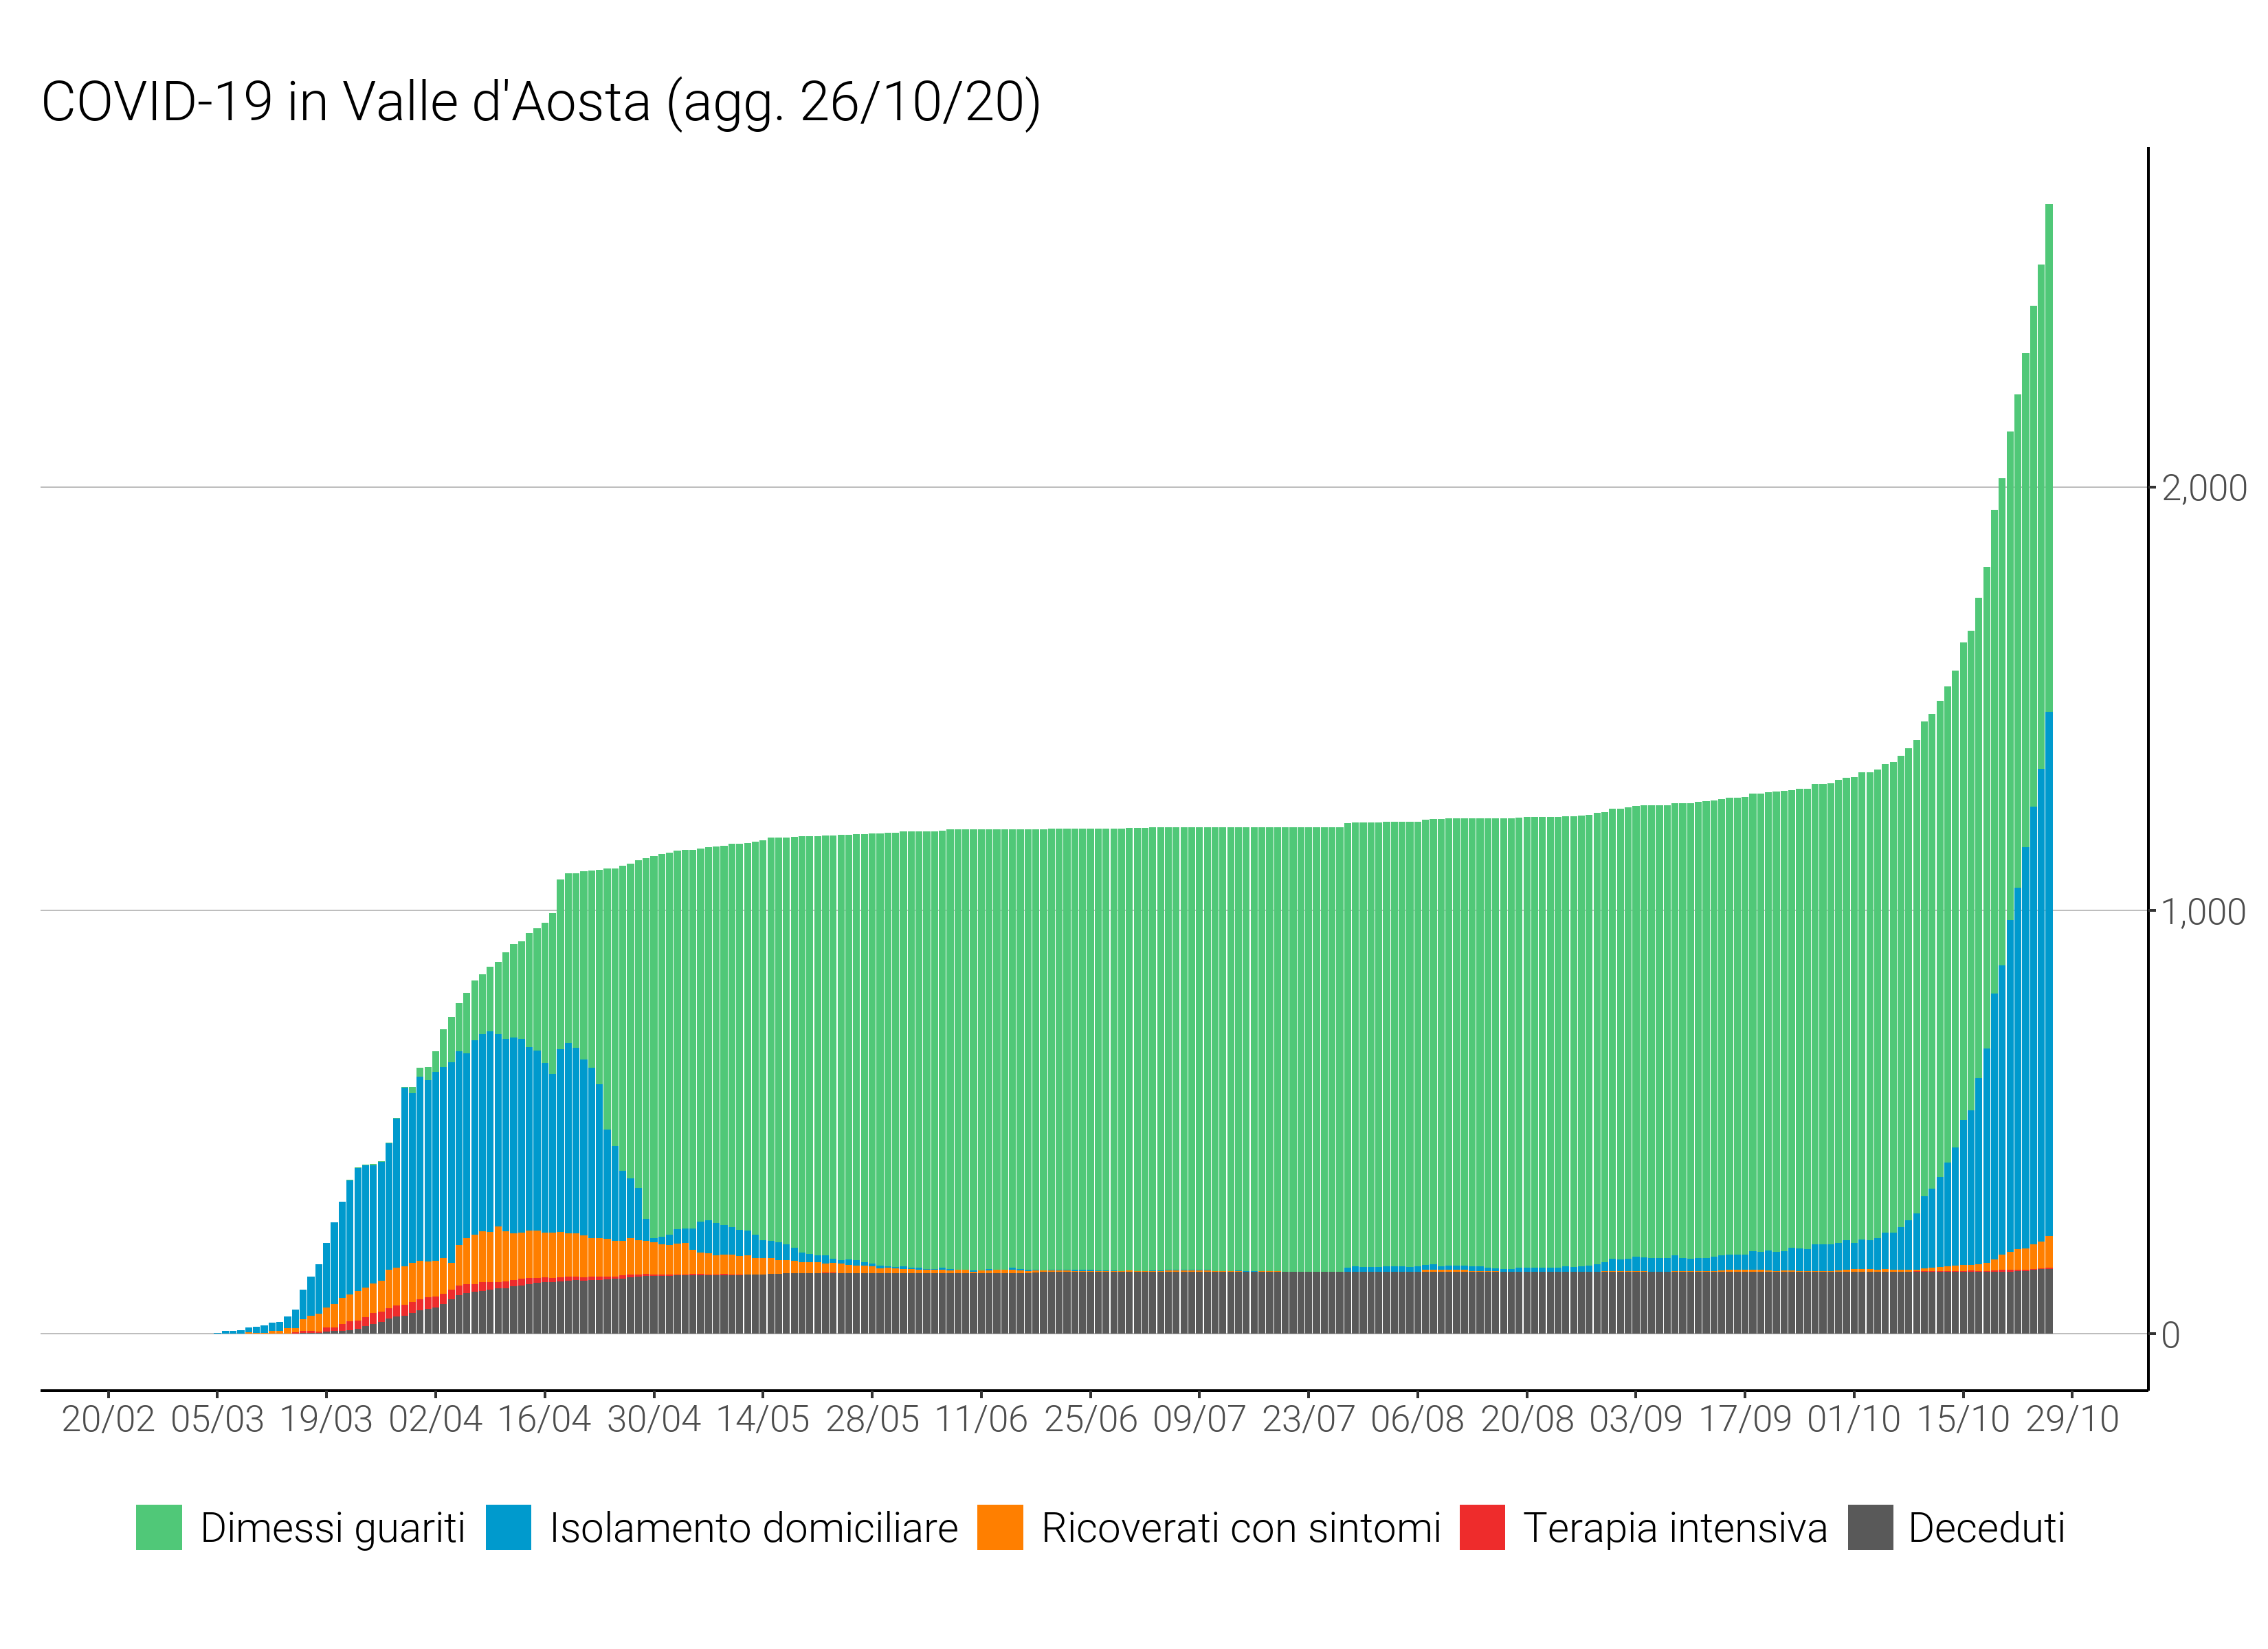 COVID-19 in Valle d'Aosta (agg. 26/10/20)
2,000
1,000
0
20/02 05/03 19/03 02/04 16/04 30/04 14/05 28/05 11/06 25/06 09/07 23/07 06/08 20/08 03/09 17/09 01/10 15/10 29/10
Dimessi guariti Isolamento domiciliare Ricoverati con sintomi Terapia intensiva Deceduti